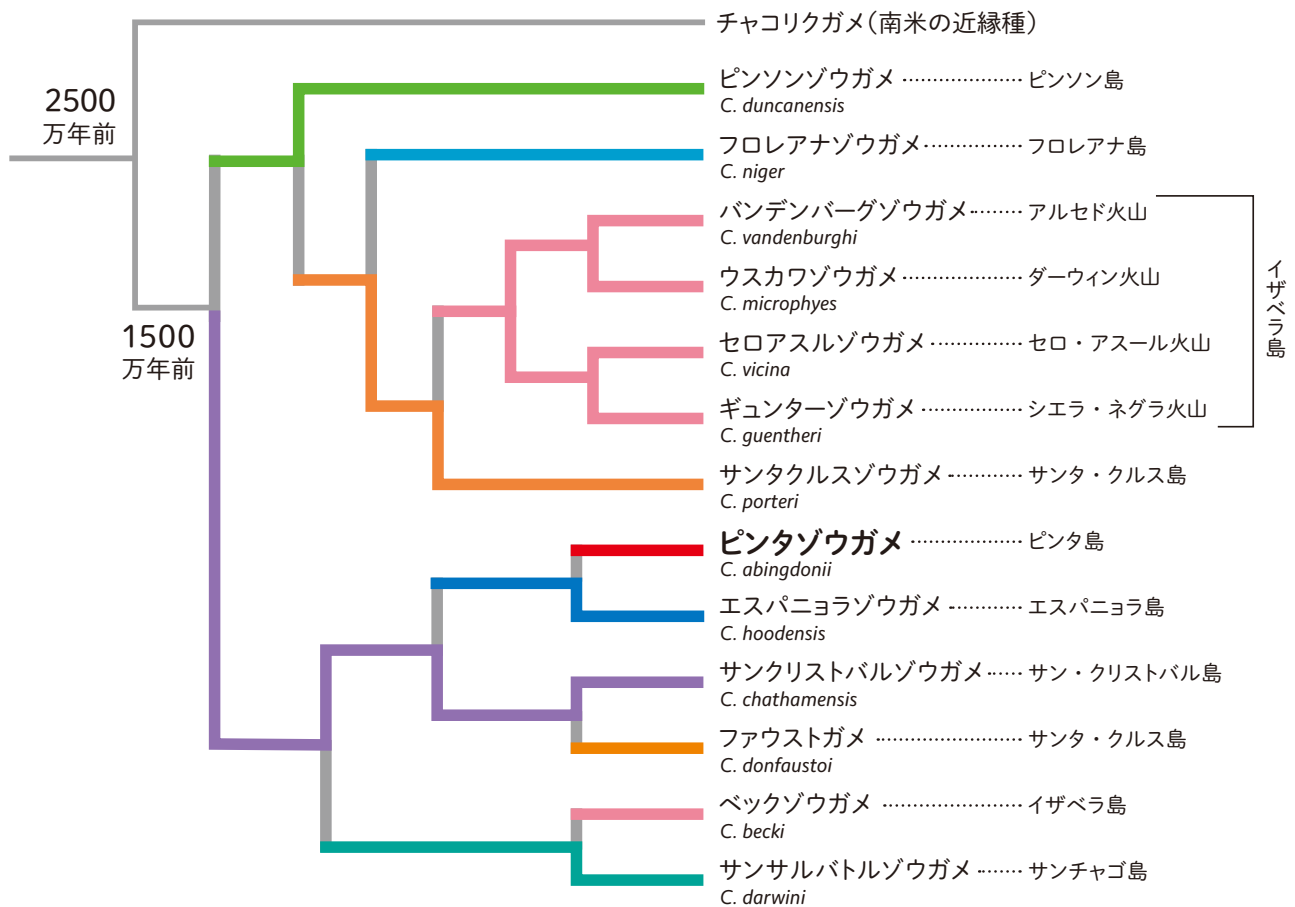 チャコリクガメ（南米の近縁種）
2500
万年前
ピンソンゾウガメ ………………… ピンソン島
C. duncanensis
フロレアナゾウガメ ……………… フロレアナ島
C. niger
バンデンバーグゾウガメ ……… アルセド火山
C. vandenburghi
ウスカワゾウガメ ………………… ダーウィン火山
C. microphyes
イザベラ島
1500
万年前
セロアスルゾウガメ ……………… セロ・アスール火山
C. vicina
ギュンターゾウガメ ……………… シエラ・ネグラ火山
C. guentheri
サンタクルスゾウガメ …………… サンタ・クルス島
C. porteri
ピンタゾウガメ ………………… ピンタ島
C. abingdonii
エスパニョラゾウガメ …………… エスパニョラ島
C. hoodensis
サンクリストバルゾウガメ …… サン・クリストバル島
C. chathamensis
ファウストガメ ………………… サンタ・クルス島
C. donfaustoi
ベックゾウガメ ………………… イザベラ島
C. becki
サンサルバトルゾウガメ ……… サンチャゴ島
C. darwini